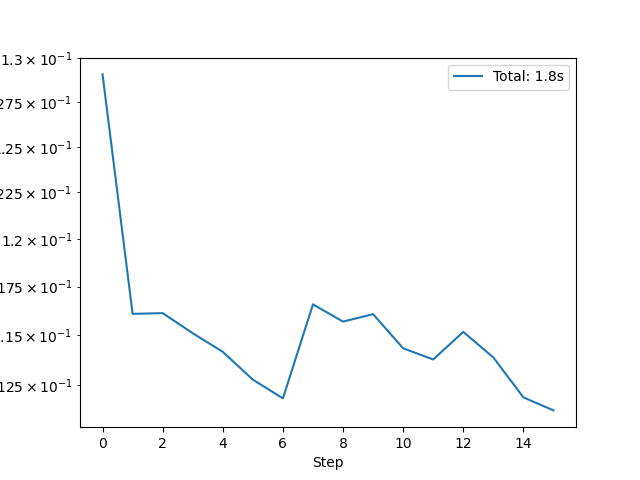 1.3 × 10⁻¹
275 × 10⁻¹
.25 × 10⁻¹
225 × 10⁻¹
1.2 × 10⁻¹
175 × 10⁻¹
.15 × 10⁻¹
125 × 10⁻¹
Total: 1.8s
0 2 4 6 8 10 12 14
Step